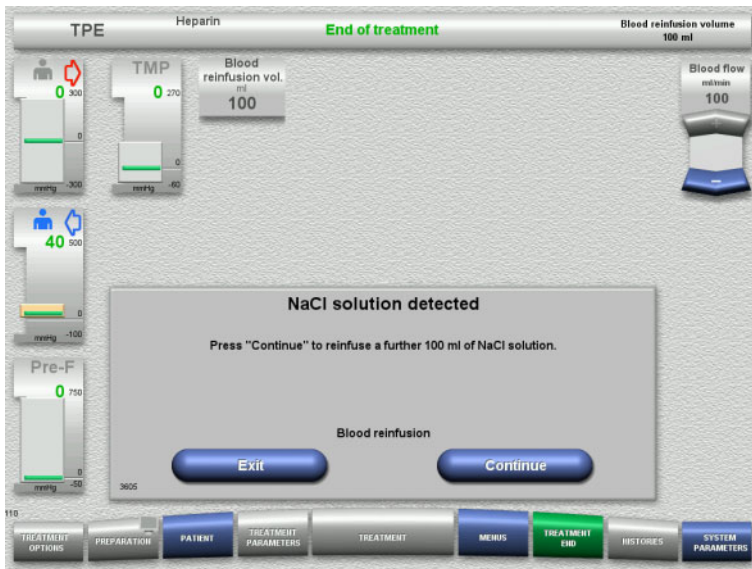 TPE
Heparin
End of treatment
Blood reinfusion volume
100 ml
0
300
0
-300
mmHg
TMP
0
270
0
-60
mmHg
Blood
reinfusion vol.
ml
100
Blood flow
ml/min
100
40
500
0
-100
mmHg
Pre-F
0
750
0
-50
mmHg
NaCl solution detected
Press "Continue" to reinfuse a further 100 ml of NaCl solution.
Blood reinfusion
Exit
Continue
3605
110
TREATMENT
OPTIONS
PREPARATION
PATIENT
TREATMENT
PARAMETERS
TREATMENT
MENUS
TREATMENT
END
HISTORIES
SYSTEM
PARAMETERS